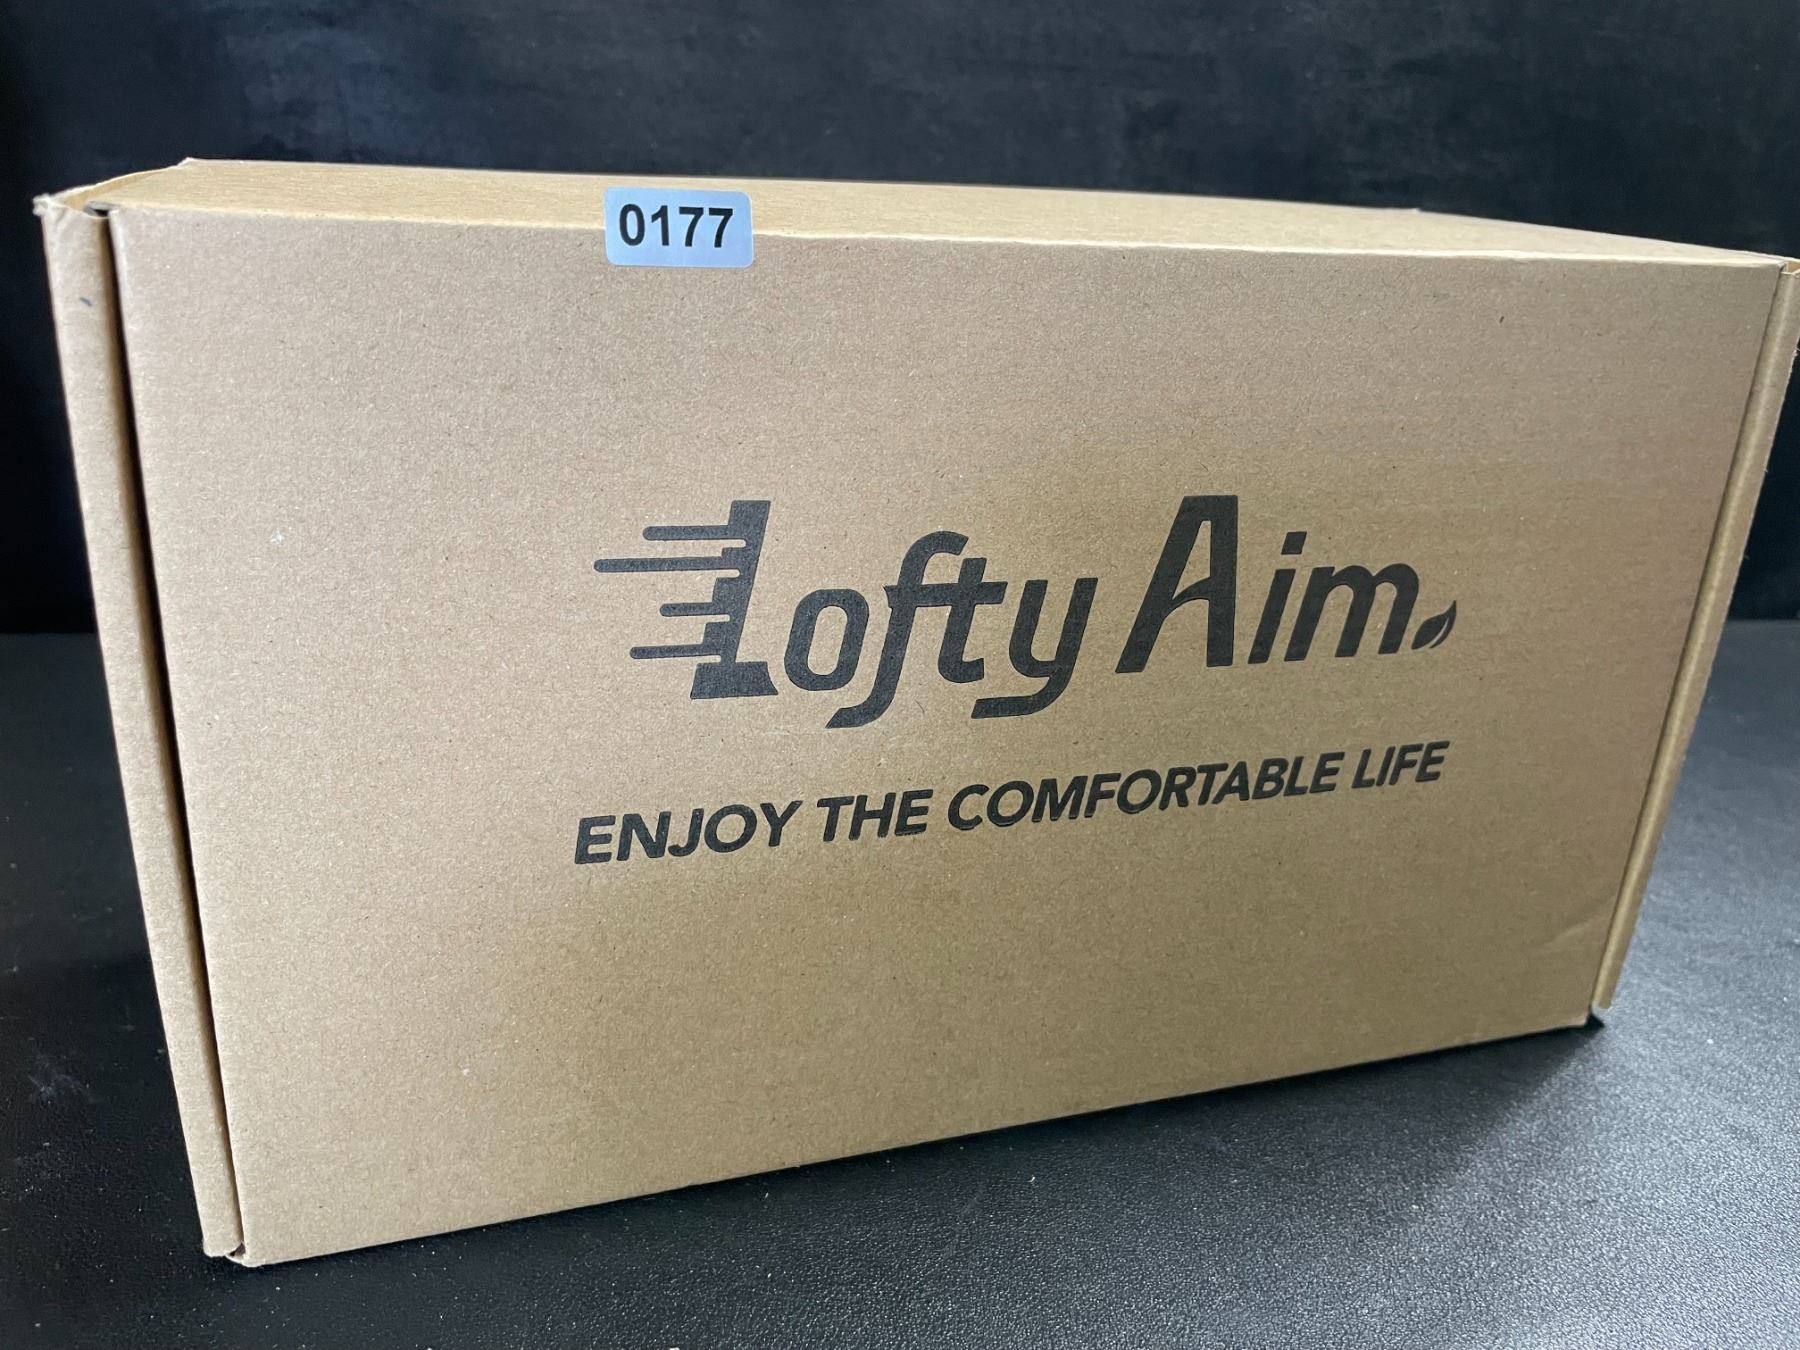 0177
Lofty Aim
ENJOY THE COMFORTABLE LIFE